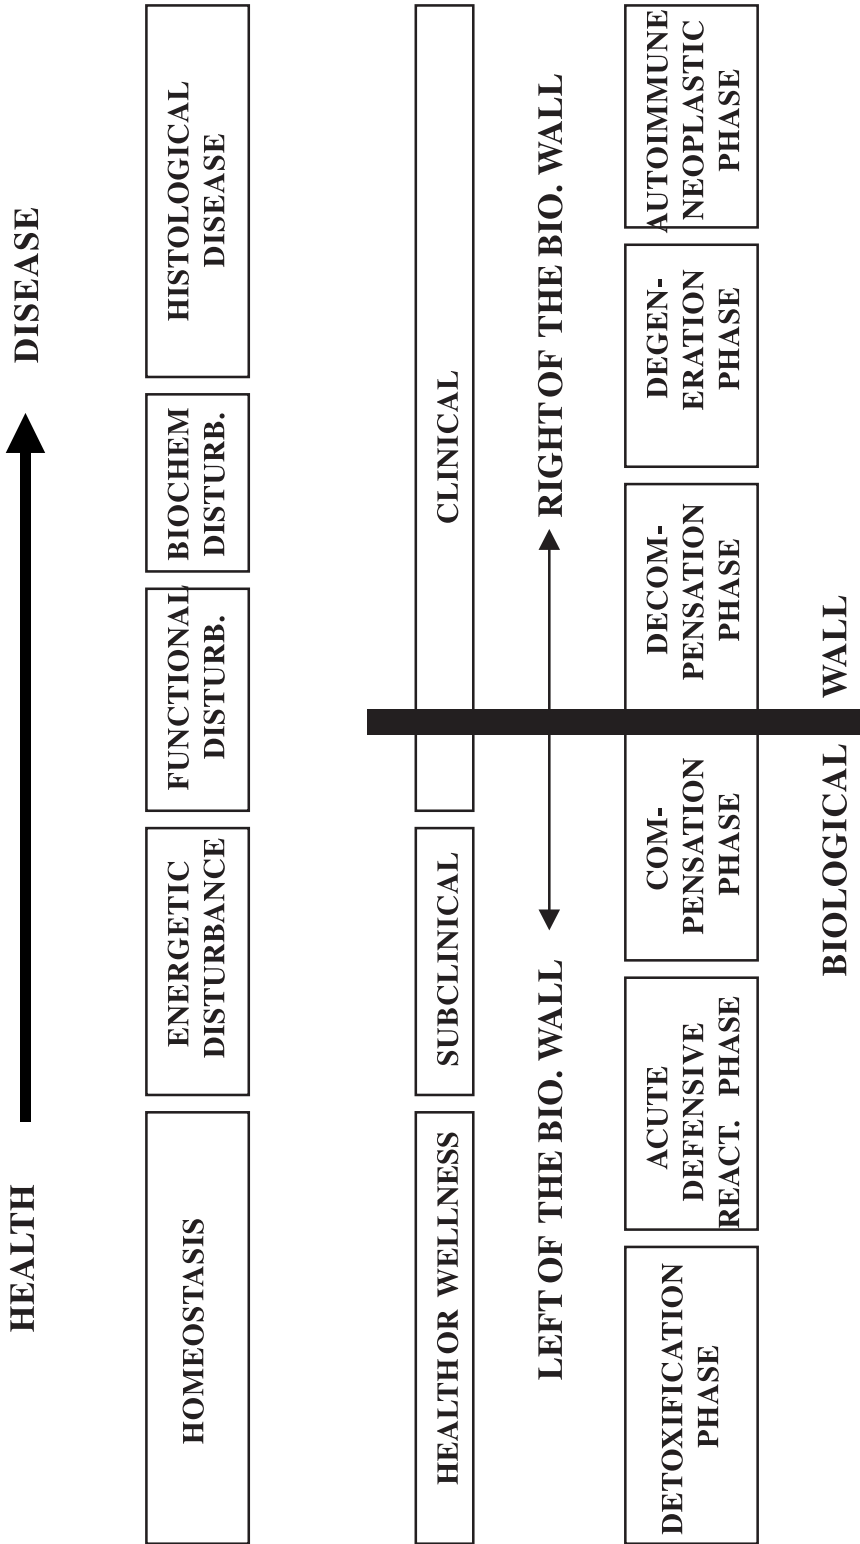 HEALTH
DISEASE
HOMEOSTASIS
ENERGETIC
DISTURBANCE
FUNCTIONAL
DISTURB.
BIOCHEM
DISTURB.
HISTOLOGICAL
DISEASE
HEALTH OR WELLNESS
SUBCLINICAL
CLINICAL
LEFT OF THE BIO. WALL
RIGHT OF THE BIO. WALL
DETOXIFICATION
PHASE
ACUTE
DEFENSIVE
REACT. PHASE
COM-
PENSATION
PHASE
DECOM-
PENSATION
PHASE
DEGEN-
ERATION
PHASE
AUTOIMMUNE
NEOPLASTIC
PHASE
BIOLOGICAL WALL